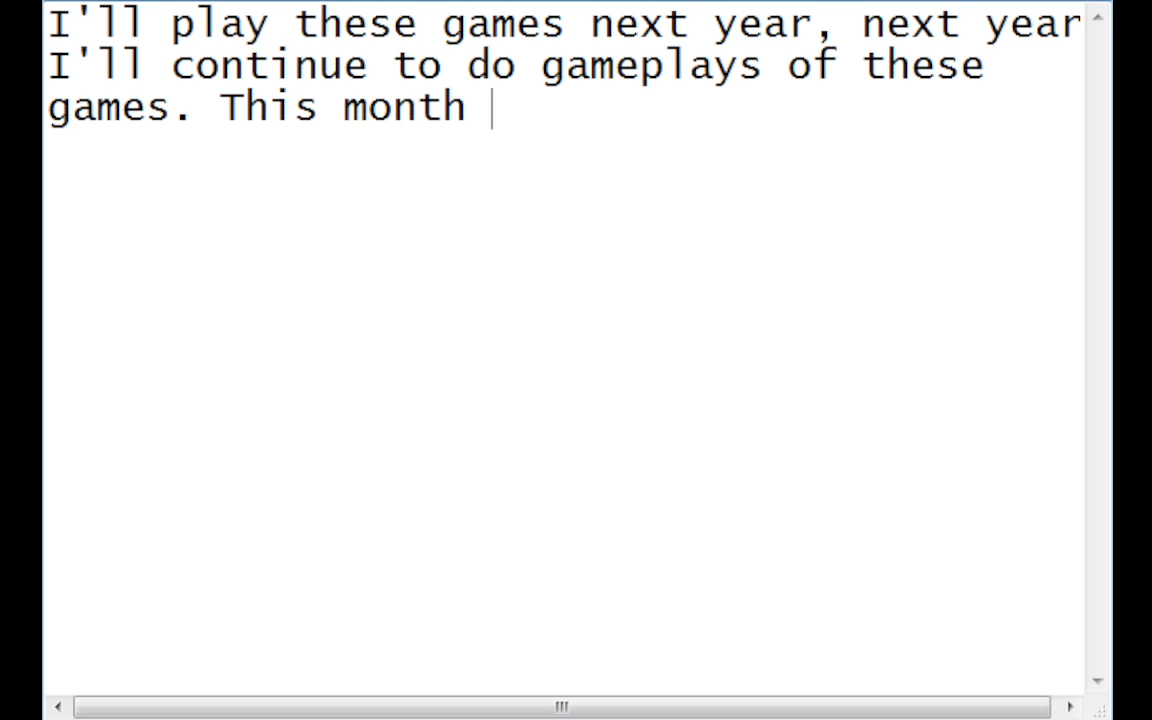 I'll play these games next year, next year
I'll continue to do gameplays of these
games. This month